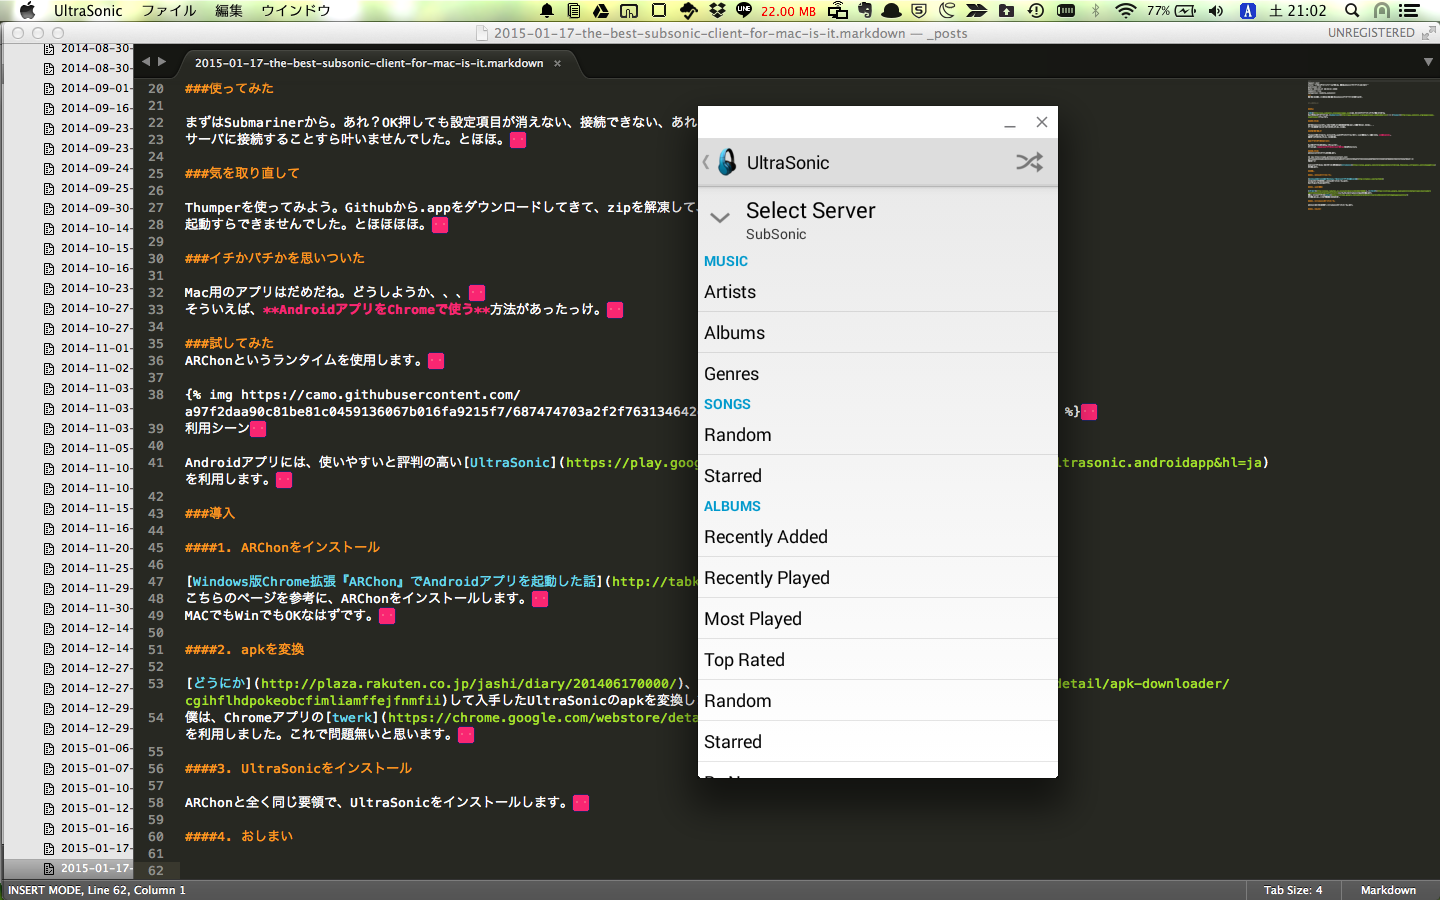 UltraSonic ファイル 編集 ウインドウ 22.00 MB 77% A 土 21:02
2015-01-17-the-best-subsonic-client-for-mac-is-it.markdown — _posts UNREGISTERED
2015-01-17-the-best-subsonic-client-for-mac-is-it.markdown ×
2014-08-30-
2014-08-30-
2014-09-01-
2014-09-16-
2014-09-23-
2014-09-23-
2014-09-24-
2014-09-25-
2014-09-30-
2014-10-14-
2014-10-15-
2014-10-16-
2014-10-23-
2014-10-27-
2014-10-27-
2014-11-01-
2014-11-02-
2014-11-03-
2014-11-03-
2014-11-03-
2014-11-05-
2014-11-10-
2014-11-10-
2014-11-15-
2014-11-16-
2014-11-20-
2014-11-25-
2014-11-29-
2014-11-30-
2014-12-14-
2014-12-14-
2014-12-27-
2014-12-27-
2014-12-29-
2014-12-29-
2015-01-06-
2015-01-07-
2015-01-10-
2015-01-12-
2015-01-16-
2015-01-17-
2015-01-17-
20 ###使ってみた
21
22 まずはSubmarinerから。あれ？OK押しても設定項目が消えない、接続できない、あれ
23 サーバに接続することすら叶いませんでした。とほほ。
24
25 ###気を取り直して
26
27 Thumperを使ってみよう。Githubから.appをダウンロードしてきて、zipを解凍して、
28 起動すらできませんでした。とほほほほ。
29
30 ###イチかバチかを思いついた
31
32 Mac用のアプリはだめだね。どうしようか、、、
33 そういえば、**AndroidアプリをChromeで使う**方法があったっけ。
34
35 ###試してみた
36 ARChonというランタイムを使用します。
37
38 {% img https://camo.githubusercontent.com/
a97f2daa90c81be81c0459136067b016fa9215f7/687474703a2f2f763134642 %}
39 利用シーン
40
41 Androidアプリには、使いやすいと評判の高い[UltraSonic](https://play.goog ltrasonic.androidapp&hl=ja)
を利用します。
42
43 ###導入
44
45 ####1. ARChonをインストール
46
47 [Windows版Chrome拡張『ARChon』でAndroidアプリを起動した話](http://tabk
48 こちらのページを参考に、ARChonをインストールします。
49 MACでもWinでもOKなはずです。
50
51 ####2. apkを変換
52
53 [どうにか](http://plaza.rakuten.co.jp/jashi/diary/201406170000/)、 detail/apk-downloader/
cgihflhdpokeobcfimliamffejfnmfii)して入手したUltraSonicのapkを変換し
54 僕は、Chromeアプリの[twerk](https://chrome.google.com/webstore/deta
を利用しました。これで問題無いと思います。
55
56 ####3. UltraSonicをインストール
57
58 ARChonと全く同じ要領で、UltraSonicをインストールします。
59
60 ####4. おしまい
61
62
UltraSonic
Select Server
SubSonic
MUSIC
Artists
Albums
Genres
SONGS
Random
Starred
ALBUMS
Recently Added
Recently Played
Most Played
Top Rated
Random
Starred
INSERT MODE, Line 62, Column 1 Tab Size: 4 Markdown